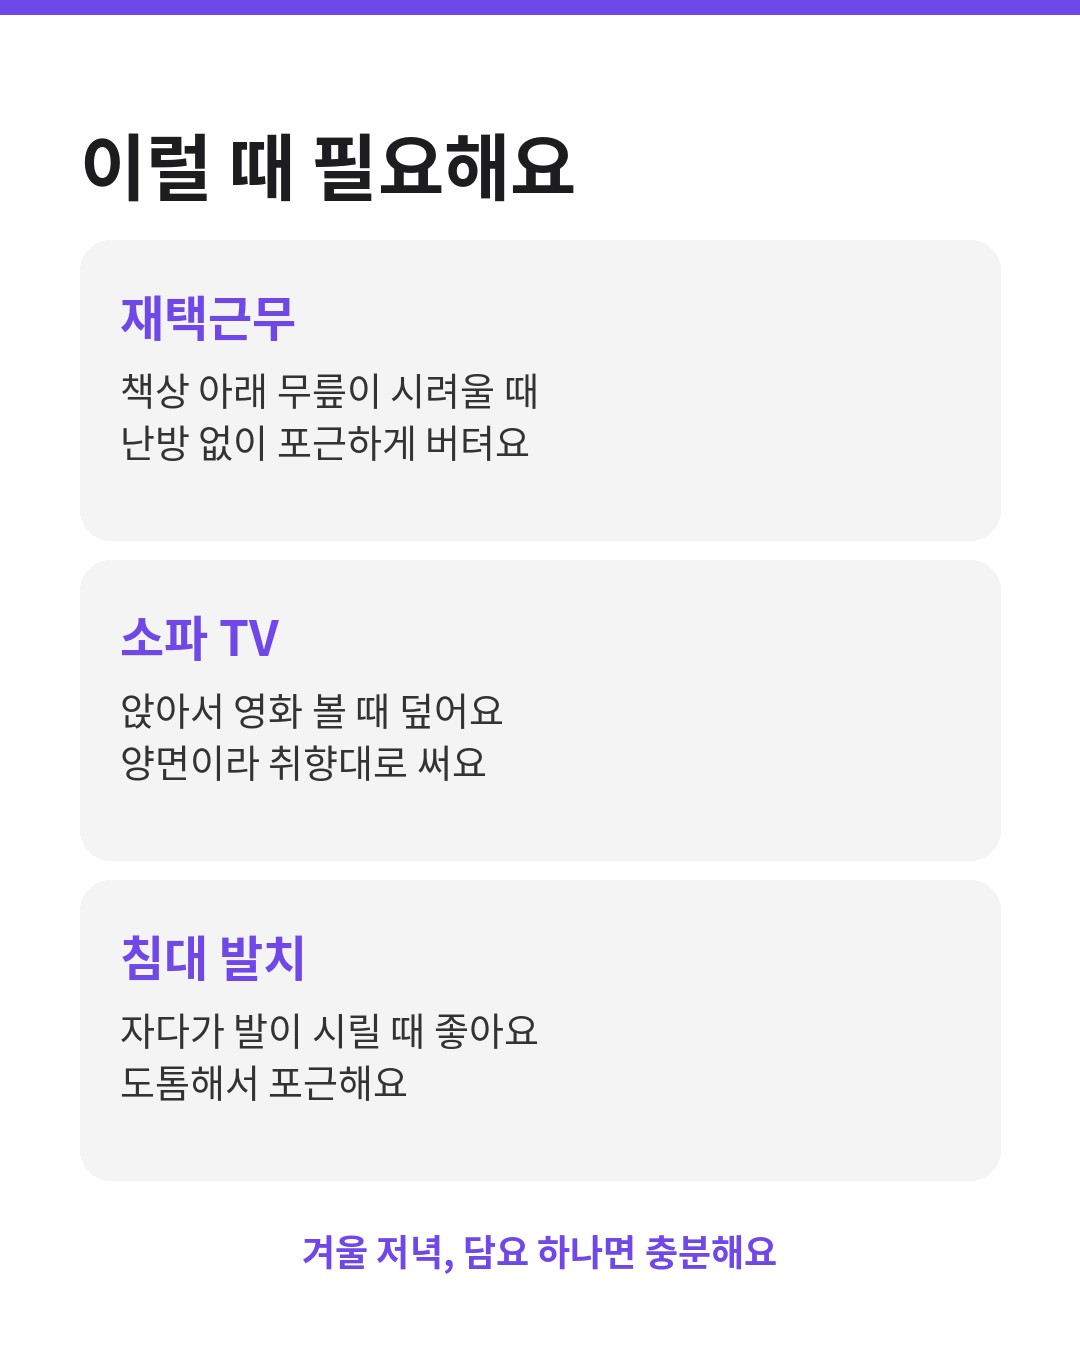 이럴 때 필요해요
재택근무
책상 아래 무릎이 시려울 때
난방 없이 포근하게 버텨요
소파 TV
앉아서 영화 볼 때 덮어요
양면이라 취향대로 써요
침대 발치
자다가 발이 시릴 때 좋아요
도톰해서 포근해요
겨울 저녁, 담요 하나면 충분해요